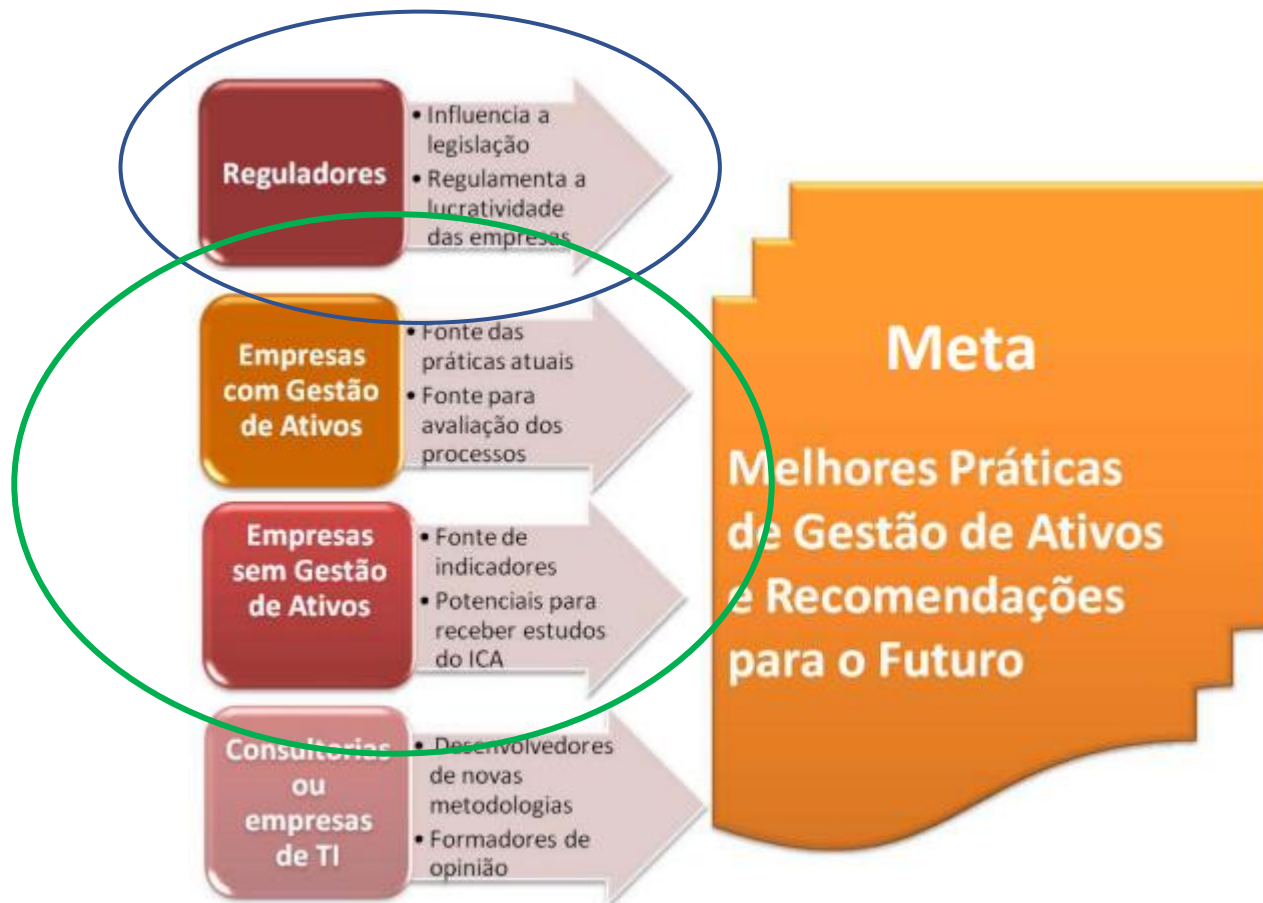 Reguladores
• Influencia a
legislação
• Regulamenta a
lucratividade
das empresas
Empresas
com Gestão
de Ativos
• Fonte das
práticas atuais
• Fonte para
avaliação dos
processos
Empresas
sem Gestão
de Ativos
• Fonte de
indicadores
• Potenciais para
receber estudos
do ICA
Consultorias
ou
empresas
de TI
• Desenvolvedores
de novas
metodologias
• Formadores de
opinião
Meta
Melhores Práticas
de Gestão de Ativos
e Recomendações
para o Futuro